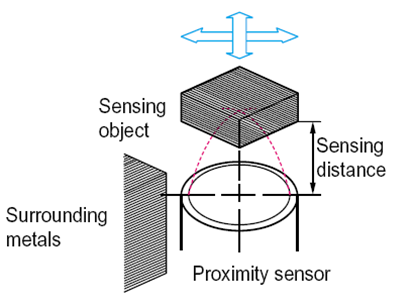 Sensing
object
Sensing
distance
Surrounding
metals
Proximity sensor